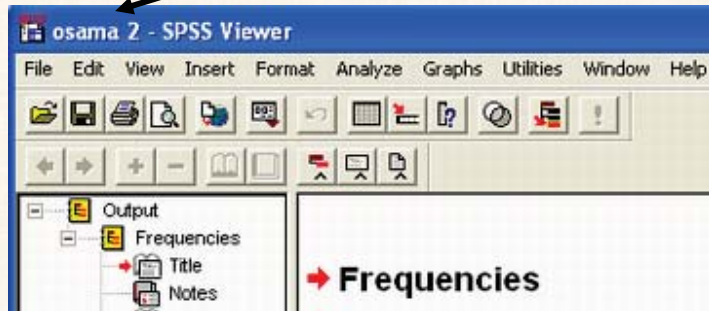 osama 2 - SPSS Viewer
File Edit View Insert Format Analyze Graphs Utilities Window Help
Output
Frequencies
Title
Notes
Frequencies